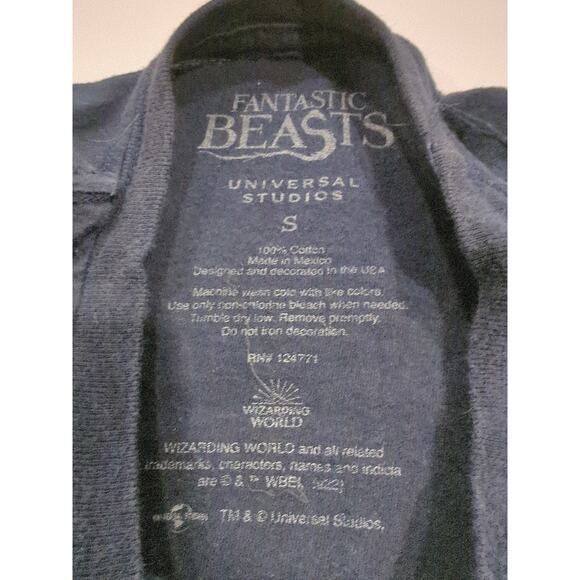 FANTASTIC
BEASTS
UNIVERSAL
STUDIOS
S
100% Cotton
Made in Mexico
Designed and decorated in the USA
Machine wash cold with like colors.
Use only non-chlorine bleach when needed.
Tumble dry low. Remove promptly.
Do not iron decoration.
RN# 124771
WIZARDING
WORLD
WIZARDING WORLD and all related
trademarks, characters, names and indicia
are © & ™ WBEI.
TM & © Universal Studios.